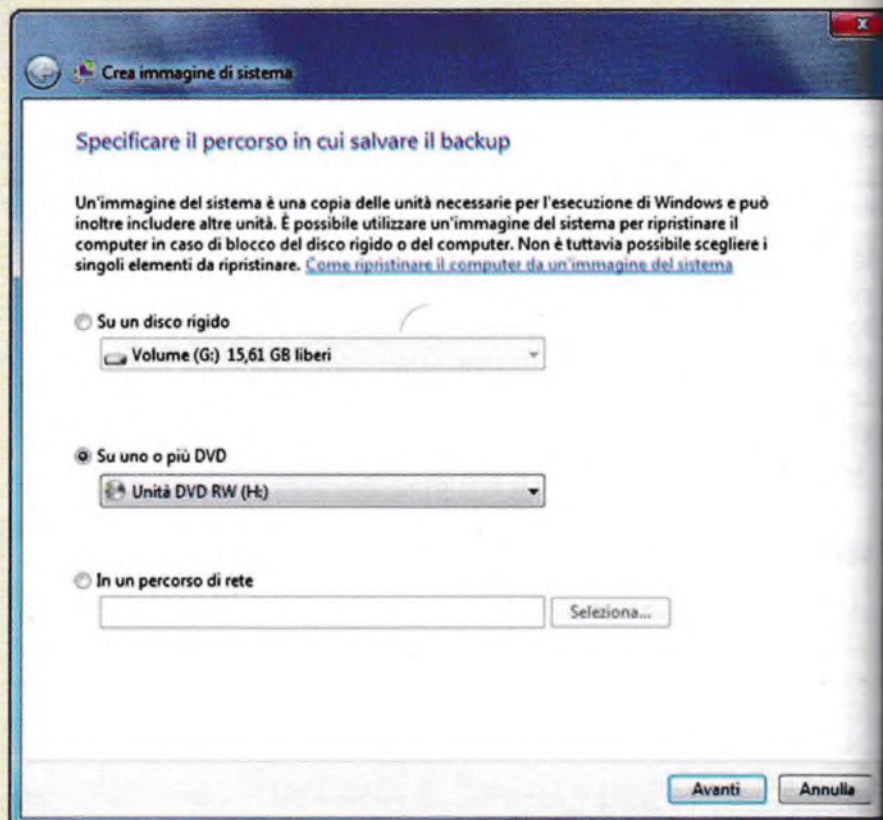 Crea immagine di sistema
Specificare il percorso in cui salvare il backup
Un'immagine del sistema è una copia delle unità necessarie per l'esecuzione di Windows e può
inoltre includere altre unità. È possibile utilizzare un'immagine del sistema per ripristinare il
computer in caso di blocco del disco rigido o del computer. Non è tuttavia possibile scegliere i
singoli elementi da ripristinare. Come ripristinare il computer da un'immagine del sistema
Su un disco rigido
Volume (G:) 15,61 GB liberi
Su uno o più DVD
Unità DVD RW (H:)
In un percorso di rete
Seleziona...
Avanti Annulla